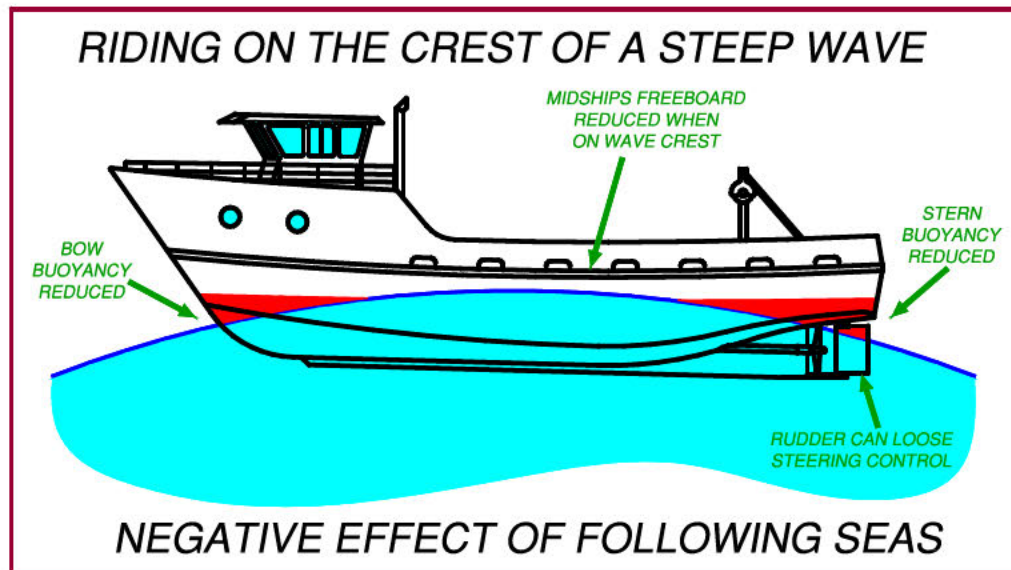 RIDING ON THE CREST OF A STEEP WAVE
MIDSHIPS FREEBOARD
REDUCED WHEN
ON WAVE CREST
STERN
BUOYANCY
REDUCED
BOW
BUOYANCY
REDUCED
RUDDER CAN LOOSE
STEERING CONTROL
NEGATIVE EFFECT OF FOLLOWING SEAS